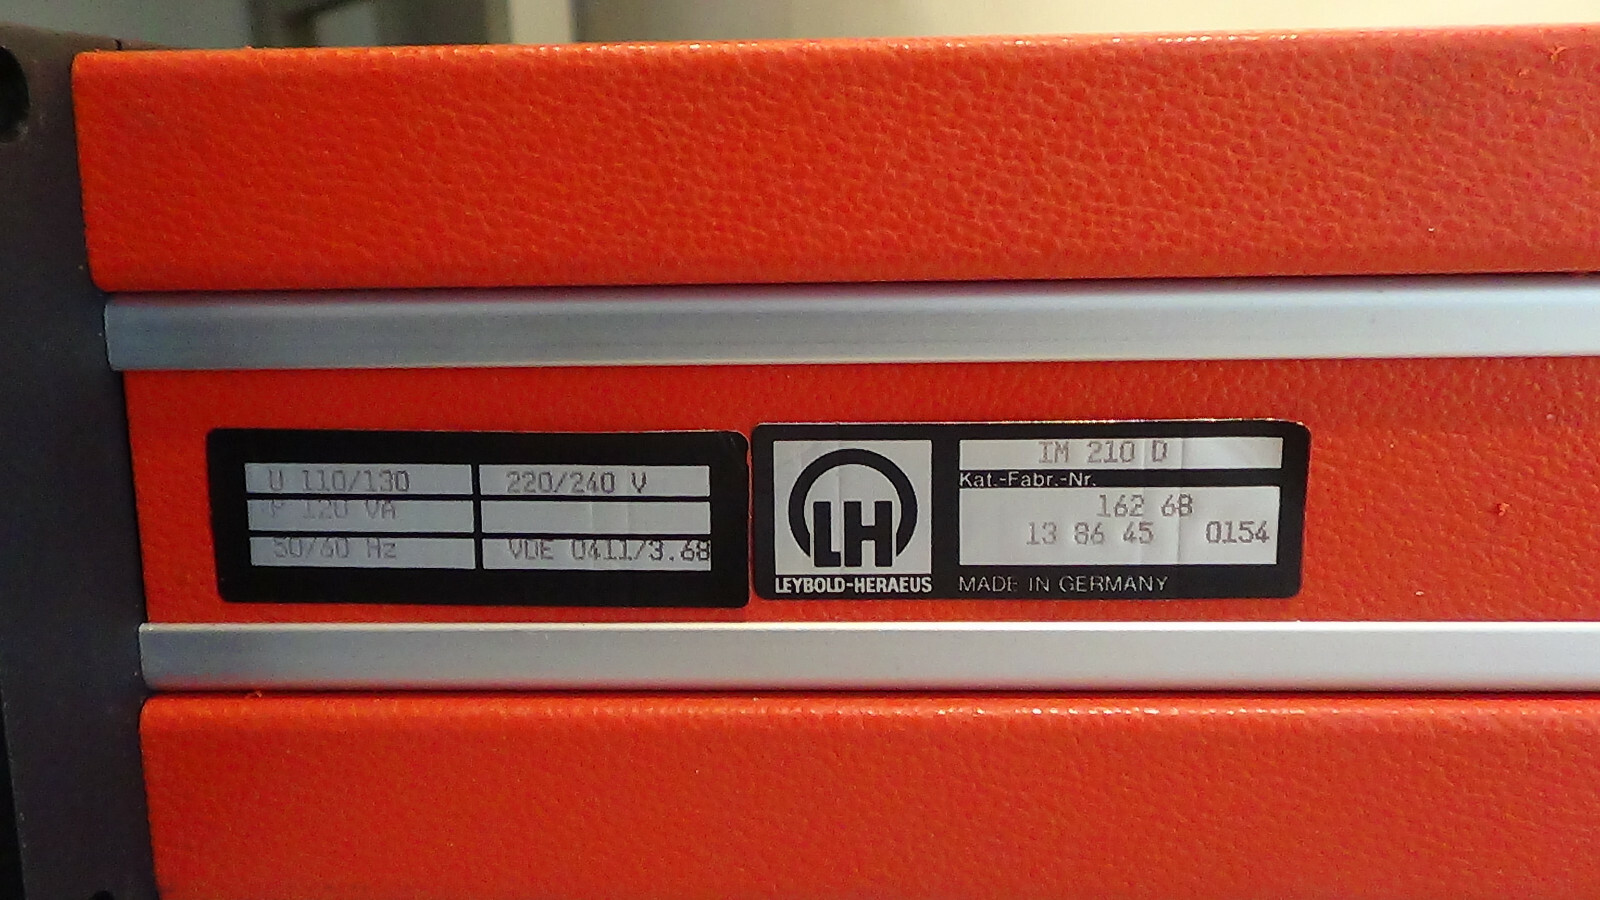 U 110/130 220/240 V
P 120 VA
50/60 Hz VDE 0411/3.68
LH
LEYBOLD-HERAEUS
IM 210 D
Kat.-Fabr.-Nr.
162 68
13 86 45 0154
MADE IN GERMANY